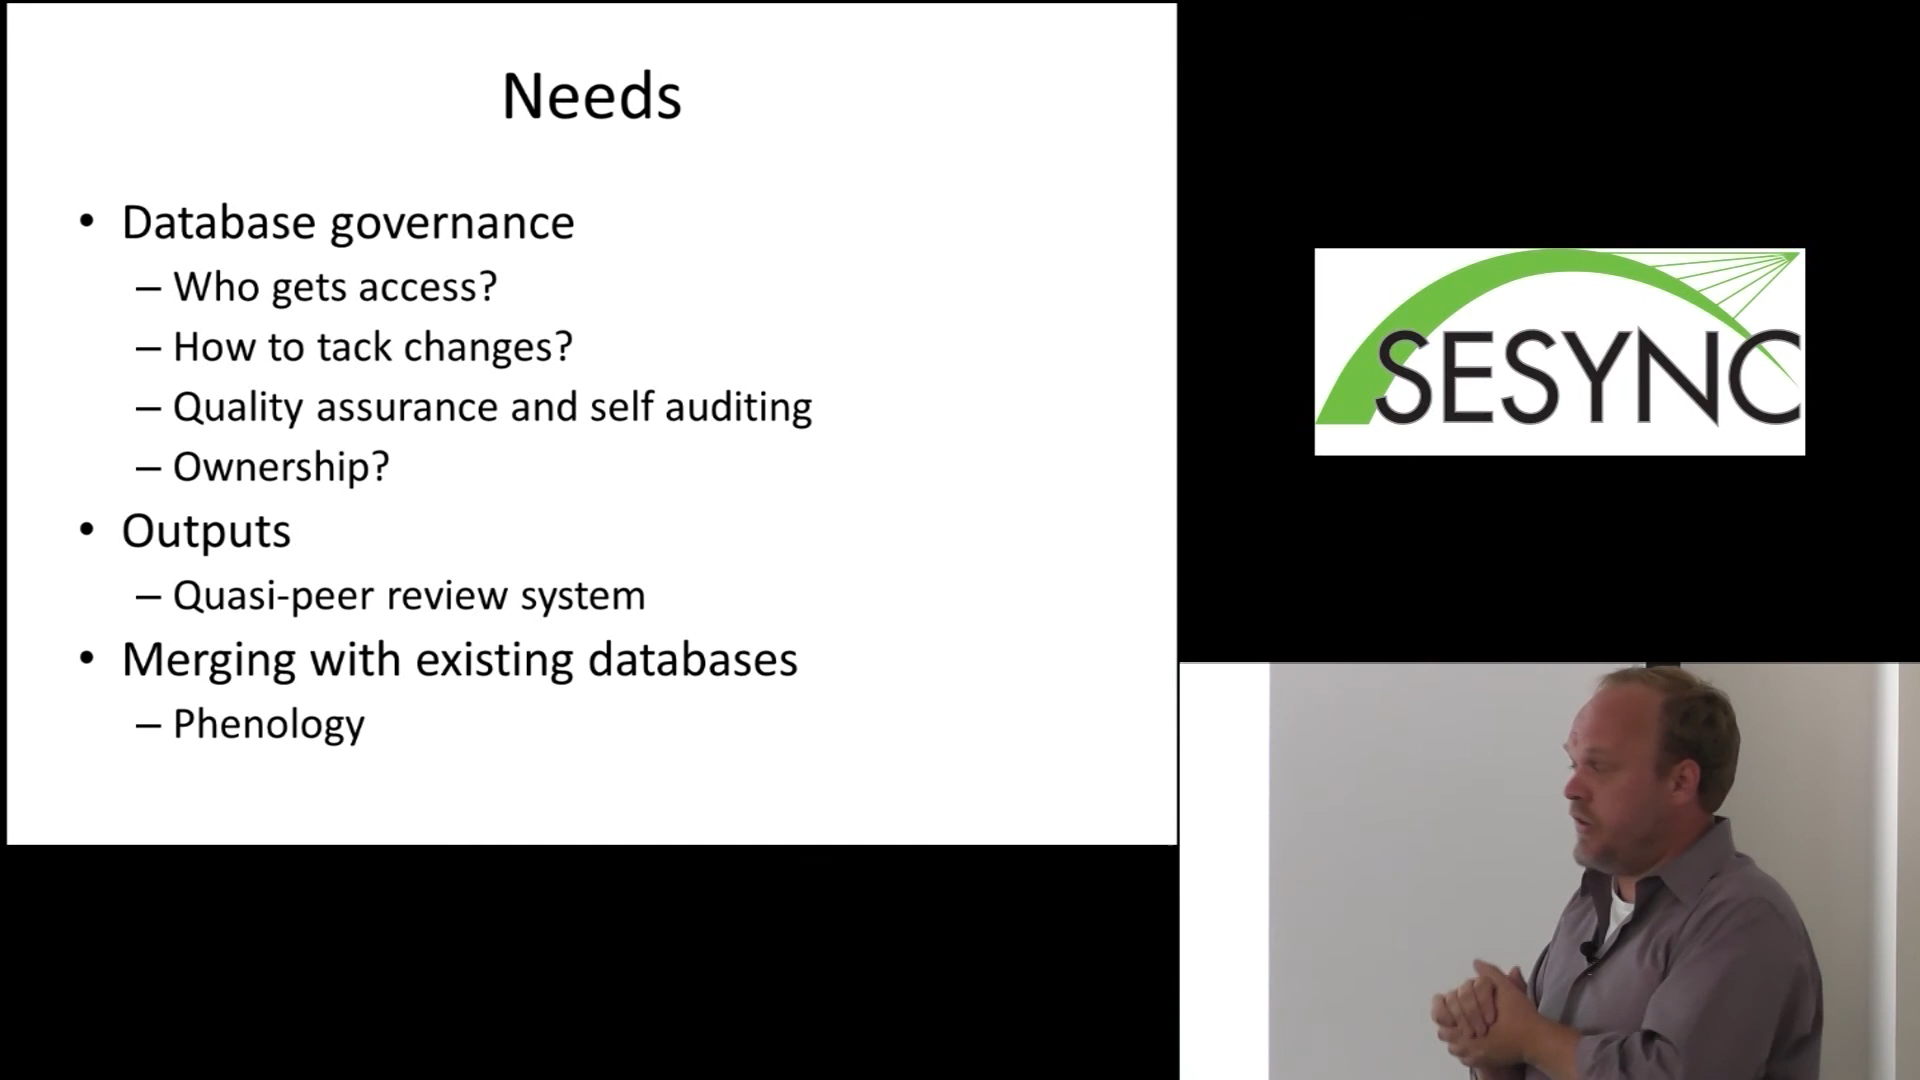 Needs
• Database governance
– Who gets access?
– How to tack changes?
– Quality assurance and self auditing
– Ownership?
• Outputs
– Quasi-peer review system
• Merging with existing databases
– Phenology
SESYNC